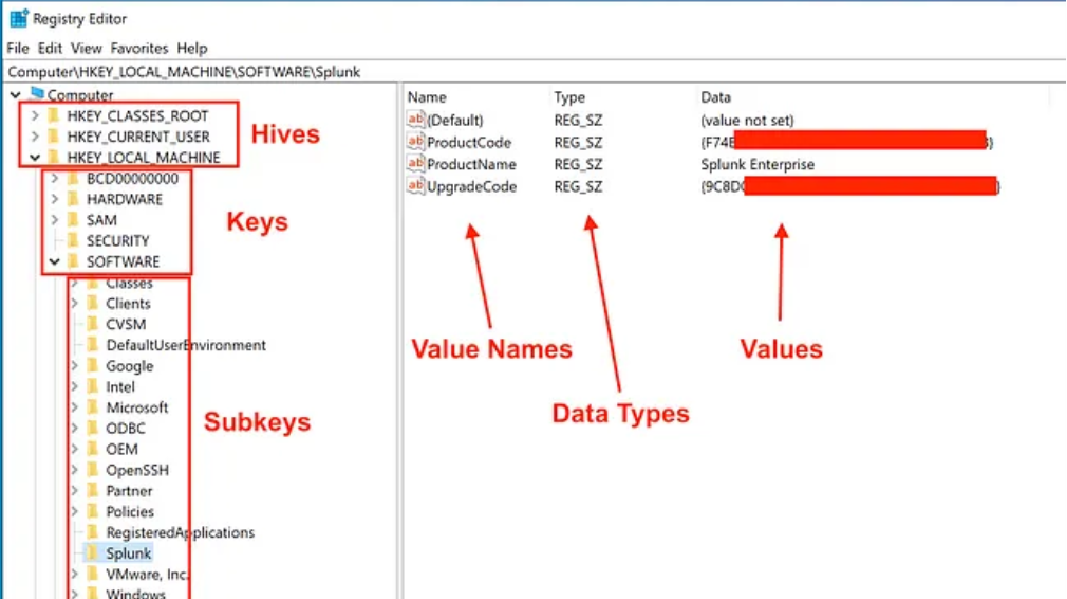 Registry Editor
File Edit View Favorites Help
Computer\HKEY_LOCAL_MACHINE\SOFTWARE\Splunk
Computer
HKEY_CLASSES_ROOT
HKEY_CURRENT_USER
HKEY_LOCAL_MACHINE
Hives
BCD00000000
HARDWARE
SAM
SECURITY
SOFTWARE
Keys
Classes
Clients
CVSM
DefaultUserEnvironment
Google
Intel
Microsoft
ODBC
OEM
OpenSSH
Partner
Policies
RegisteredApplications
Splunk
VMware, Inc.
Windows
Subkeys
Name Type Data
(Default) REG_SZ (value not set)
ProductCode REG_SZ {F74E
ProductName REG_SZ Splunk Enterprise
UpgradeCode REG_SZ {9C8D
Value Names
Data Types
Values